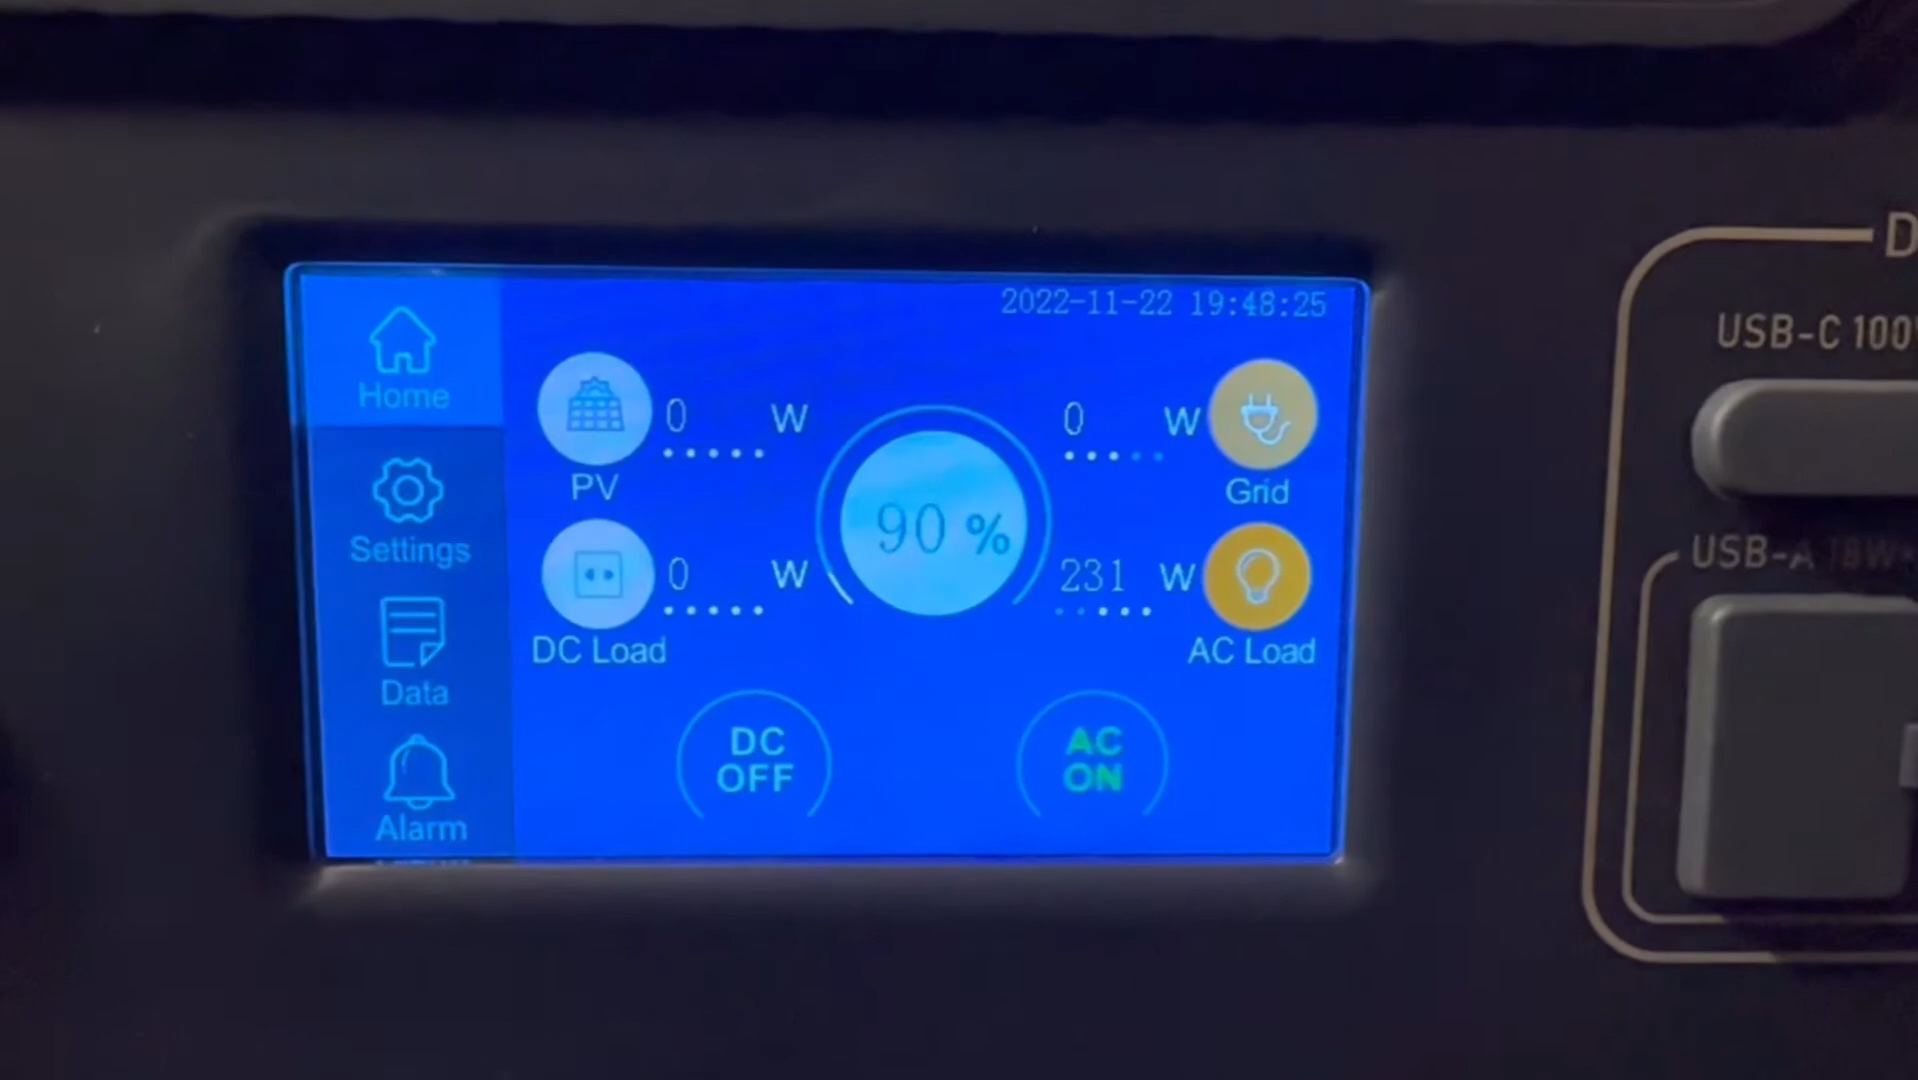 2022-11-22 19:48:25
Home
Settings
Data
Alarm
0 W
PV
0 W
DC Load
90 %
0 W
Grid
231 W
AC Load
DC
OFF
AC
ON
D
USB-C 100
USB-A 18W